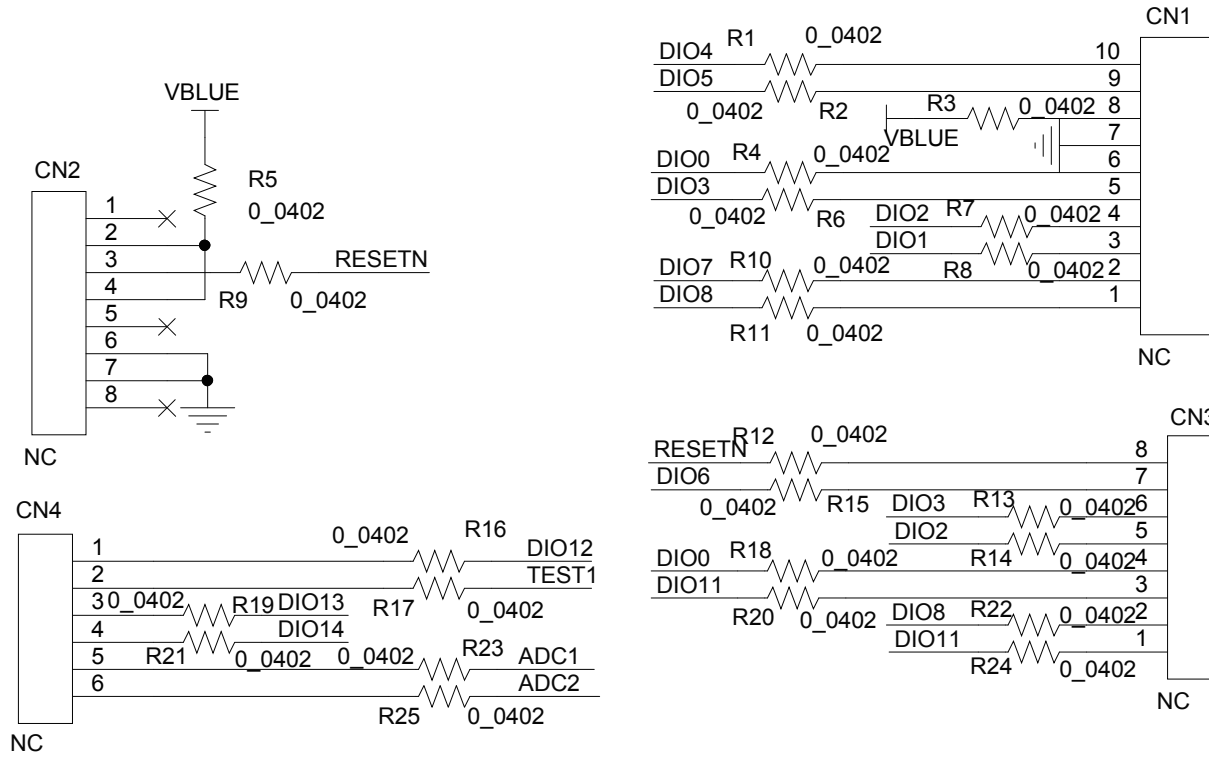 VBLUE
CN2
R5
0_0402
1
2
3
4
5
6
7
8
RESETN
R9
0_0402
NC
CN1
R1
0_0402
DIO4
10
DIO5
9
0_0402
R2
R3
0_0402
8
VBLUE
7
DIO0
R4
0_0402
6
DIO3
5
0_0402
R6
DIO2
R7
0_0402
4
DIO1
3
R8
0_0402
DIO7
R10
0_0402
2
DIO8
1
R11
0_0402
NC
CN3
R12
0_0402
RESETN
8
DIO6
7
0_0402
R15
DIO3
R13
0_0402
6
DIO2
5
R14
0_0402
DIO0
R18
0_0402
4
DIO11
3
R20
0_0402
DIO8
R22
0_0402
2
DIO11
1
R24
0_0402
NC
CN4
0_0402
R16
1
DIO12
2
TEST1
R17
0_0402
3
0_0402
R19
DIO13
4
DIO14
R21
0_0402
0_0402
R23
5
ADC1
6
ADC2
R25
0_0402
NC